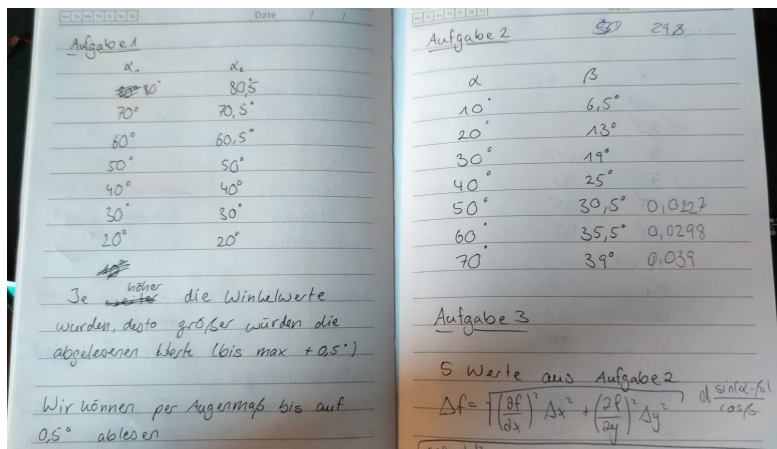 Date / /
Aufgabe 1
α₁ α₂
80° 80,5°
70° 70,5°
60° 60,5°
50° 50°
40° 40°
30° 30°
20° 20°
Je höher die Winkelwerte
wurden, desto größer würden die
abgelesenen Werte (bis max + 0,5°)
Wir können per Augenmaß bis auf
0,5° ablesen
Aufgabe 2 298
α β
10° 6,5°
20° 13°
30° 19°
40° 25°
50° 30,5° 0,0227
60° 35,5° 0,0298
70° 39° 0,039
Aufgabe 3
5 Werte aus Aufgabe 2
Δf = √((∂f/∂x)² Δx² + (∂f/∂y)² Δy²) d sin(α-β)/cosβ